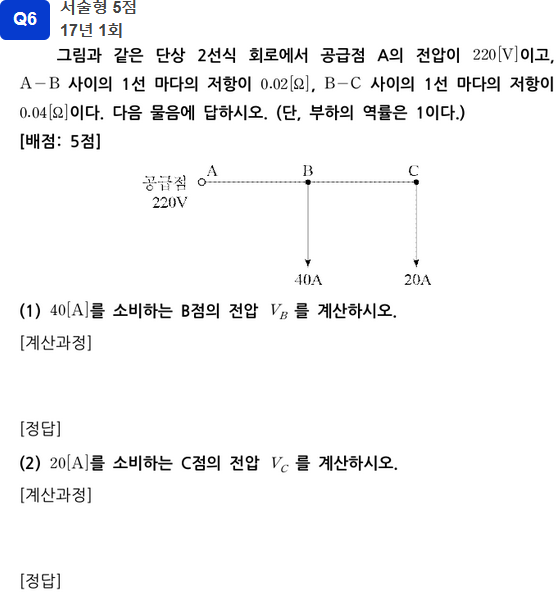 Q6
서술형 5점
17년 1회
그림과 같은 단상 2선식 회로에서 공급점 A의 전압이 220[V]이고,
A－B 사이의 1선 마다의 저항이 0.02[Ω], B－C 사이의 1선 마다의 저항이
0.04[Ω]이다. 다음 물음에 답하시오. (단, 부하의 역률은 1이다.)
[배점: 5점]
A B C
공급점
220V
40A 20A
(1) 40[A]를 소비하는 B점의 전압 V_B 를 계산하시오.
[계산과정]
[정답]
(2) 20[A]를 소비하는 C점의 전압 V_C 를 계산하시오.
[계산과정]
[정답]